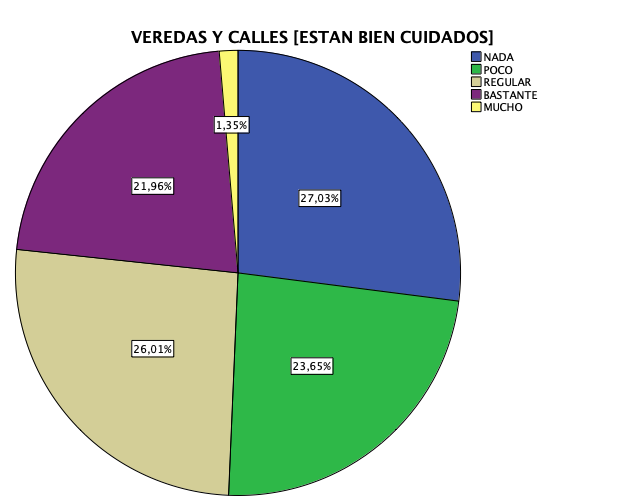 VEREDAS Y CALLES [ESTAN BIEN CUIDADOS]
NADA
POCO
REGULAR
BASTANTE
MUCHO
1,35%
21,96%
27,03%
26,01%
23,65%